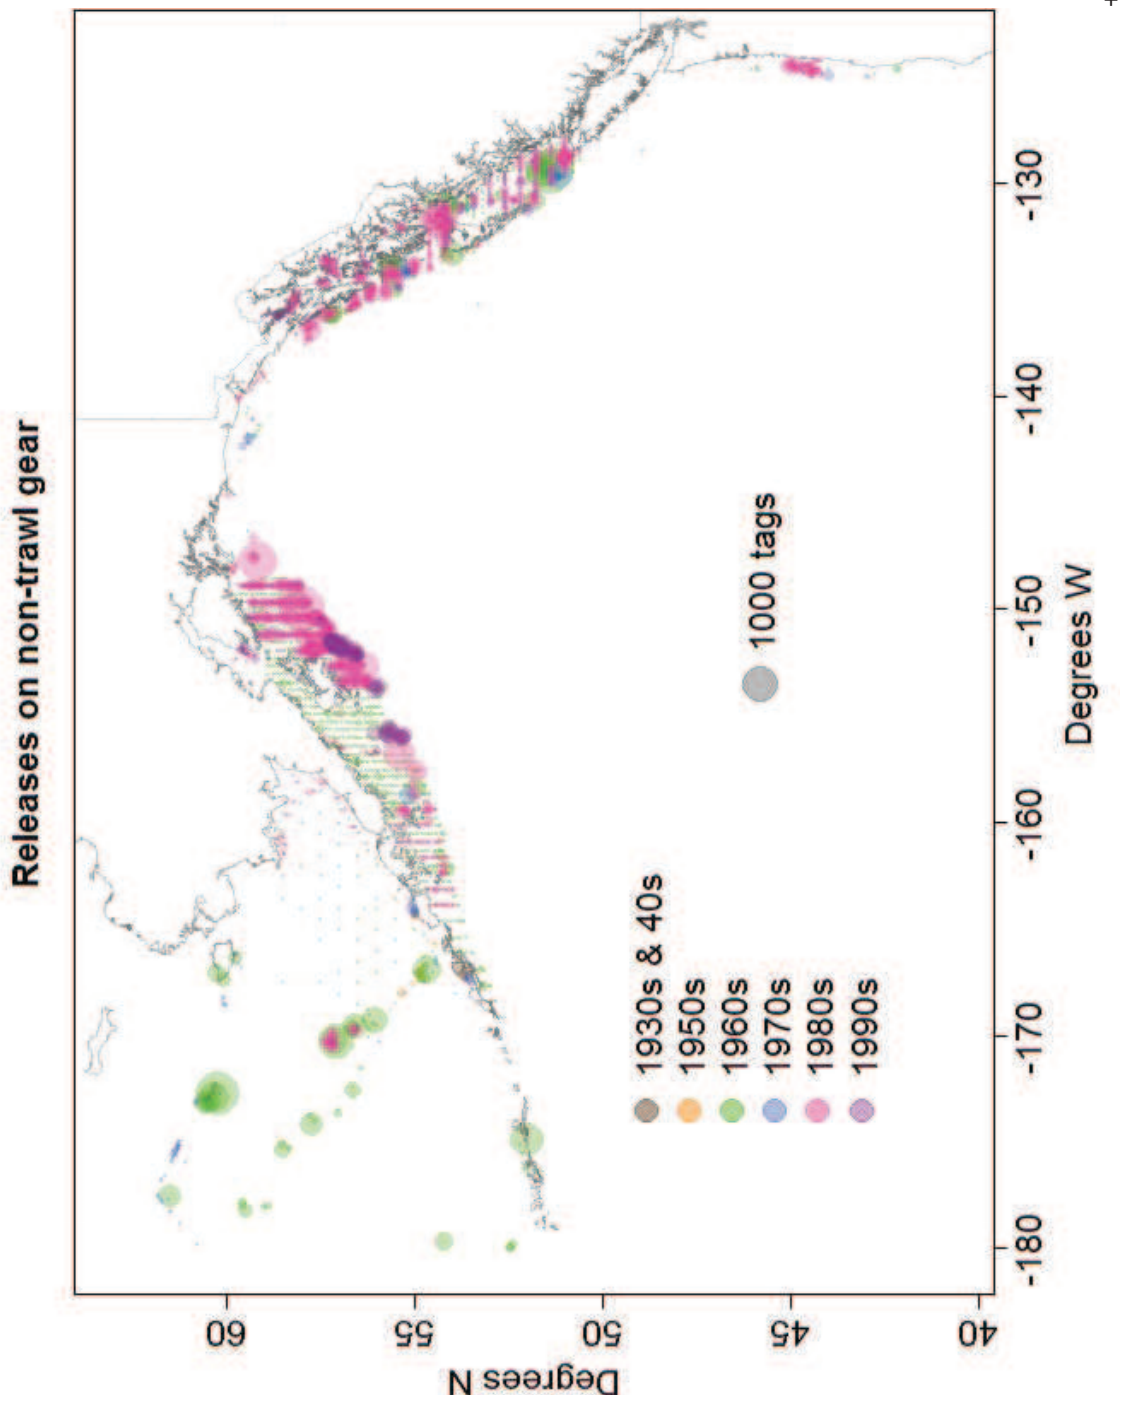 Releases on non-trawl gear
Degrees N
60
55
50
45
40
1930s & 40s
1950s
1960s
1970s
1980s
1990s
1000 tags
-180
-170
-160
-150
-140
-130
Degrees W